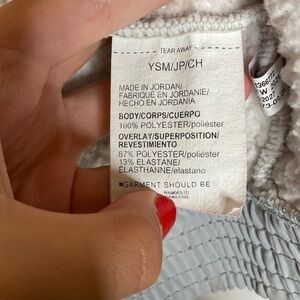 TEAR AWAY
YSM/JP/CH
MADE IN JORDAN/
FABRIQUE EN JORDANIE/
HECHO EN JORDANIA
BODY/CORPS/CUERPO
100% POLYESTER/poliéster
OVERLAY/SUPERPOSITION/
REVESTIMIENTO
87% POLYESTER/poliéster
13% ELASTANE/
ÉLASTHANNE/elastano
*GARMENT SHOULD BE